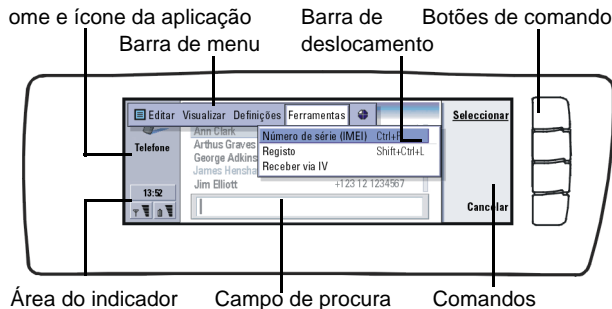 ome e ícone da aplicação Barra de Botões de comando
Barra de menu deslocamento
Editar Visualizar Definições Ferramentas Seleccionar
Ann Clark Número de série (IMEI)
Telefone Arthus Graves Registo Shift+Ctrl+L
George Adkins Receber via IV
James Hensha
Jim Elliott +123 12 1234567
13:52 Cancelar
Área do indicador Campo de procura Comandos